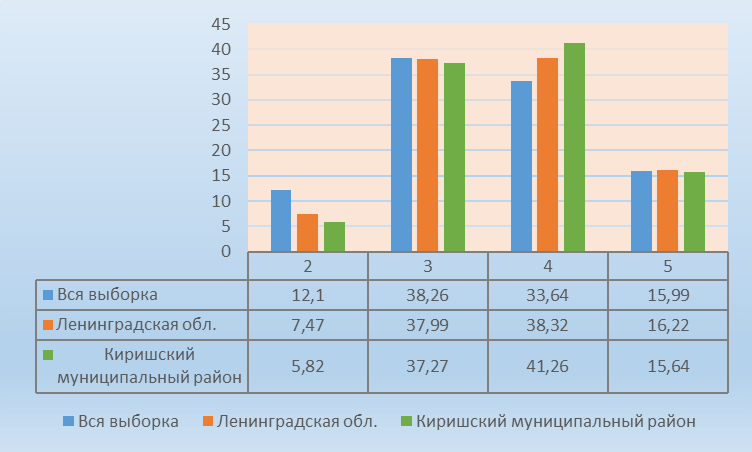 45
40
35
30
25
20
15
10
5
0
2 3 4 5
Вся выборка 12,1 38,26 33,64 15,99
Ленинградская обл. 7,47 37,99 38,32 16,22
Киришский
муниципальный район 5,82 37,27 41,26 15,64
Вся выборка Ленинградская обл. Киришский муниципальный район